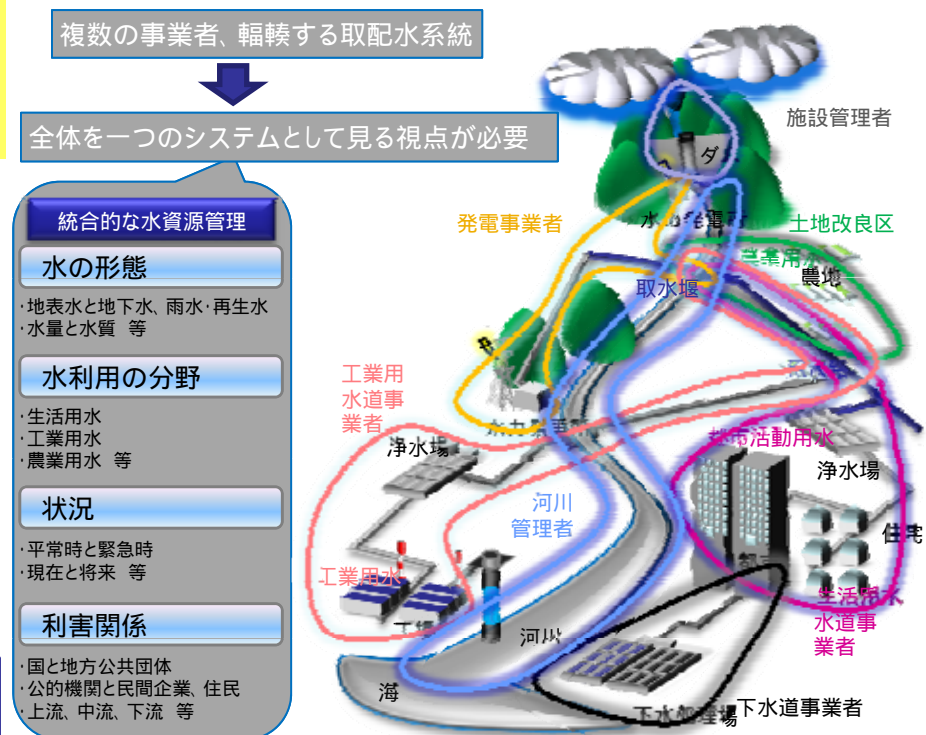 複数の事業者、輻輳する取配水系統
全体を一つのシステムとして見る視点が必要
統合的な水資源管理
水の形態
・地表水と地下水、雨水・再生水
・水量と水質 等
水利用の分野
・生活用水
・工業用水
・農業用水 等
状況
・平常時と緊急時
・現在と将来 等
利害関係
・国と地方公共団体
・公的機関と民間企業、住民
・上流、中流、下流 等
施設管理者
ダ
発電事業者
土地改良区
農業用水
農地
取水堰
工業用
水道事
業者
浄水場
都市活動用水
浄水場
河川
管理者
住宅
工業用水
生活用水
水道事
業者
河川
海
下水処理場
下水道事業者